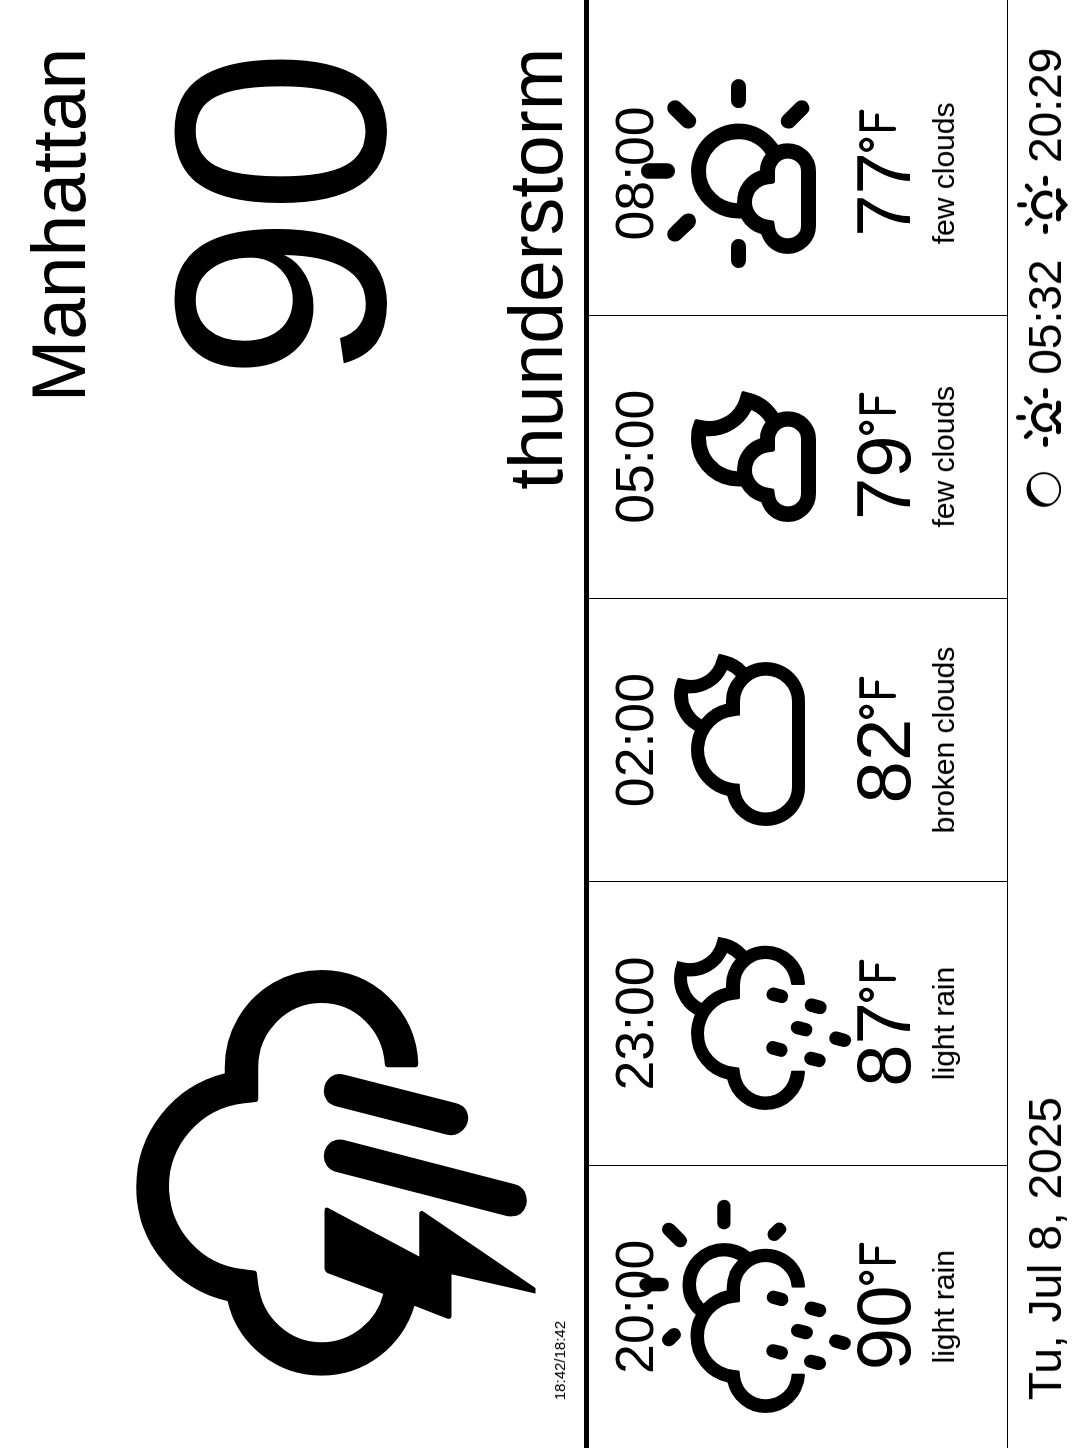 Manhattan
90
thunderstorm
18:42/18:42
20:00
90°F
light rain
23:00
87°F
light rain
02:00
82°F
broken clouds
05:00
79°F
few clouds
08:00
77°F
few clouds
Tu, Jul 8, 2025
05:32
20:29